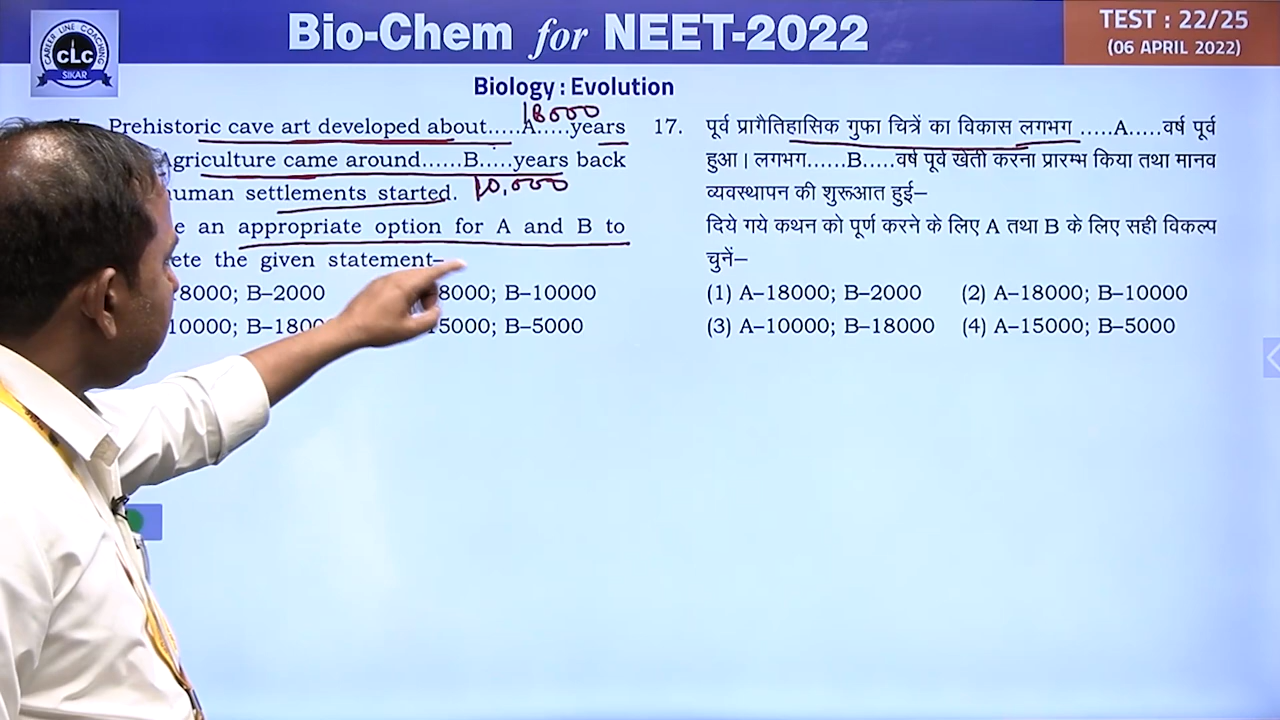 CAREER LINE COACHING
CLC
SIKAR
Bio-Chem for NEET-2022
TEST : 22/25
(06 APRIL 2022)
Biology : Evolution
18000
Prehistoric cave art developed about.....A.....years
Agriculture came around......B.....years back
human settlements started. 10,000
an appropriate option for A and B to
the given statement–
8000; B–2000 8000; B–10000
10000; B–1800 5000; B–5000
17. पूर्व प्रागैतिहासिक गुफा चित्रें का विकास लगभग .....A.....वर्ष पूर्व
हुआ। लगभग......B.....वर्ष पूर्व खेती करना प्रारम्भ किया तथा मानव
व्यवस्थापन की शुरूआत हुई–
दिये गये कथन को पूर्ण करने के लिए A तथा B के लिए सही विकल्प
चुनें–
(1) A–18000; B–2000 (2) A–18000; B–10000
(3) A–10000; B–18000 (4) A–15000; B–5000